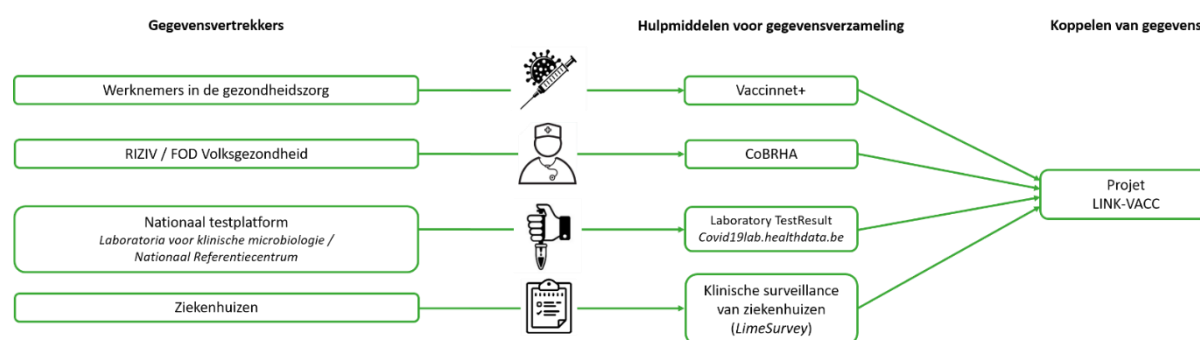 Gegevensvertrekkers
Hulpmiddelen voor gegevensverzameling
Koppelen van gegevens
Werknemers in de gezondheidszorg
Vaccinnet+
RIZIV / FOD Volksgezondheid
CoBRHA
Projet
LINK-VACC
Nationaal testplatform
Laboratoria voor klinische microbiologie /
Nationaal Referentiecentrum
Laboratory TestResult
Covid19lab.healthdata.be
Ziekenhuizen
Klinische surveillance
van ziekenhuizen
(LimeSurvey)